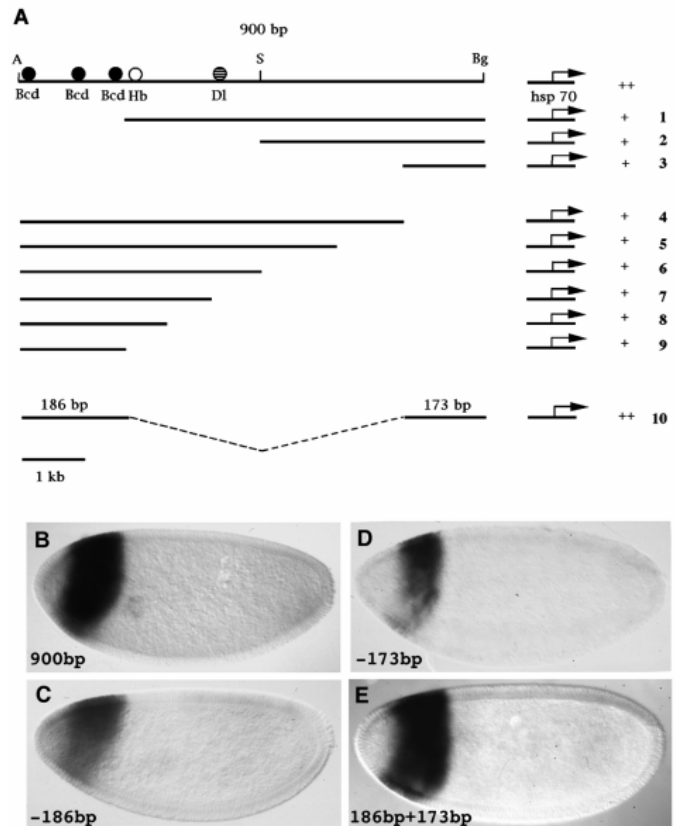 A
900 bp
A S Bg
Bcd Bcd Bcd Hb Dl hsp 70 ++
+ 1
+ 2
+ 3
+ 4
+ 5
+ 6
+ 7
+ 8
+ 9
186 bp 173 bp ++ 10
1 kb
B
900bp
D
-173bp
C
-186bp
E
186bp+173bp